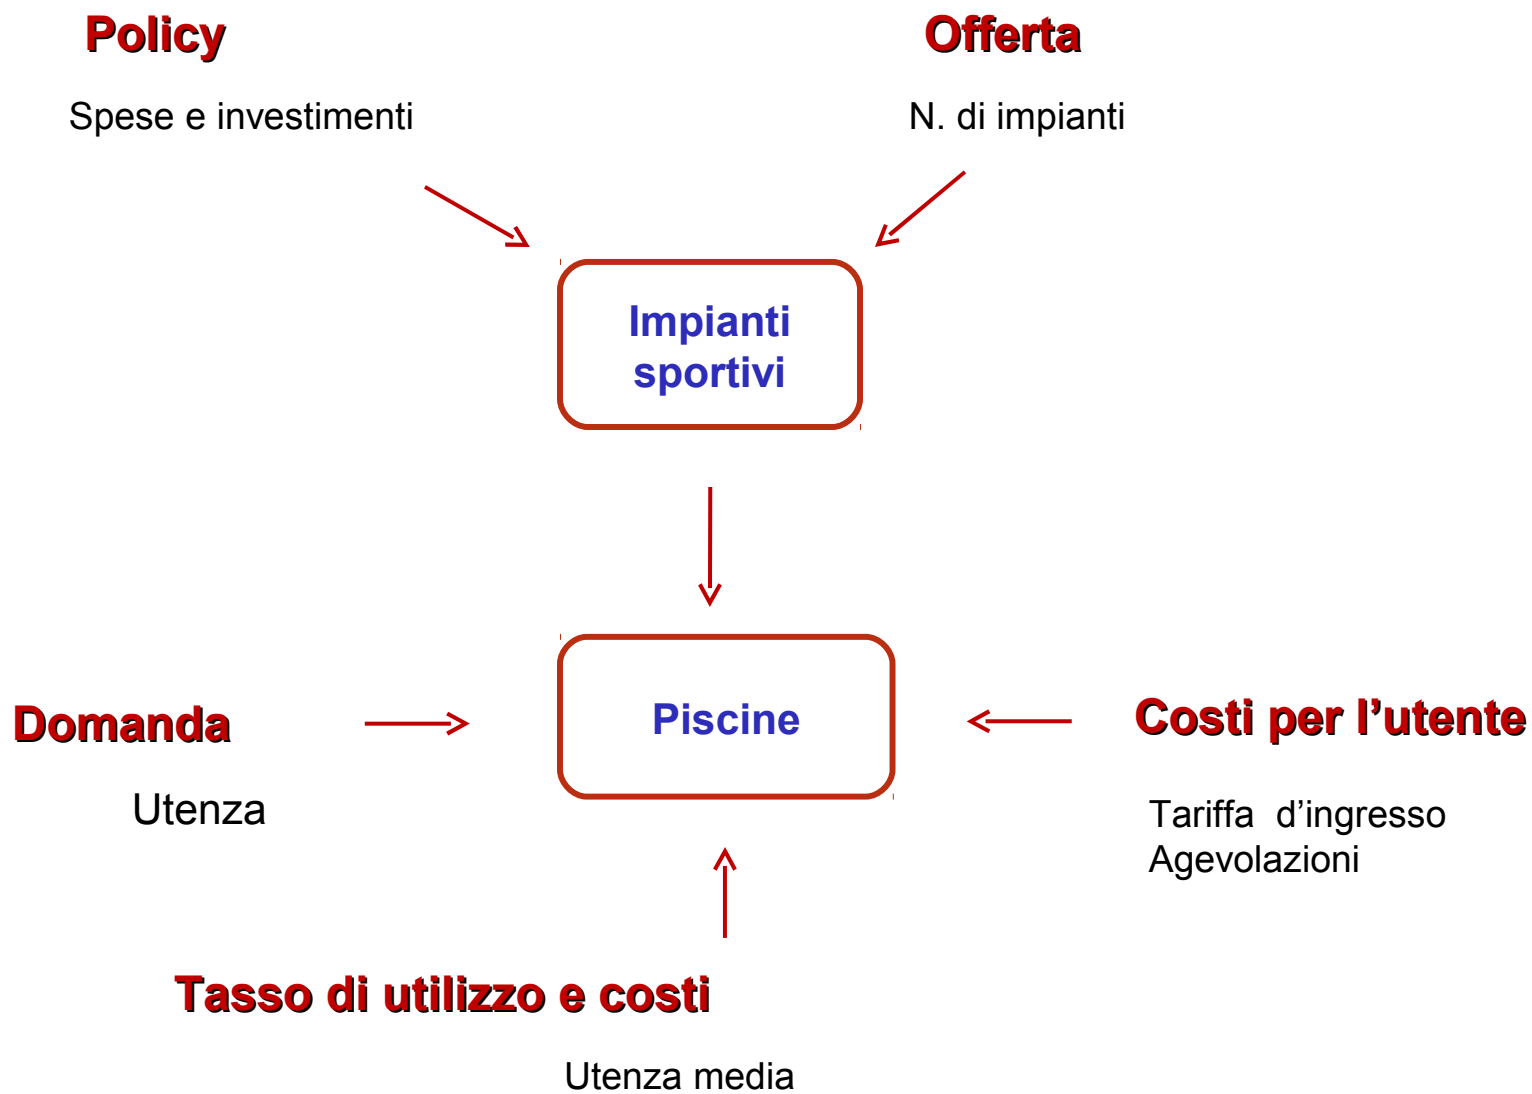 Policy
Offerta
Spese e investimenti
N. di impianti
Impianti
sportivi
Domanda
Piscine
Costi per l’utente
Utenza
Tariffa d’ingresso
Agevolazioni
Tasso di utilizzo e costi
Utenza media